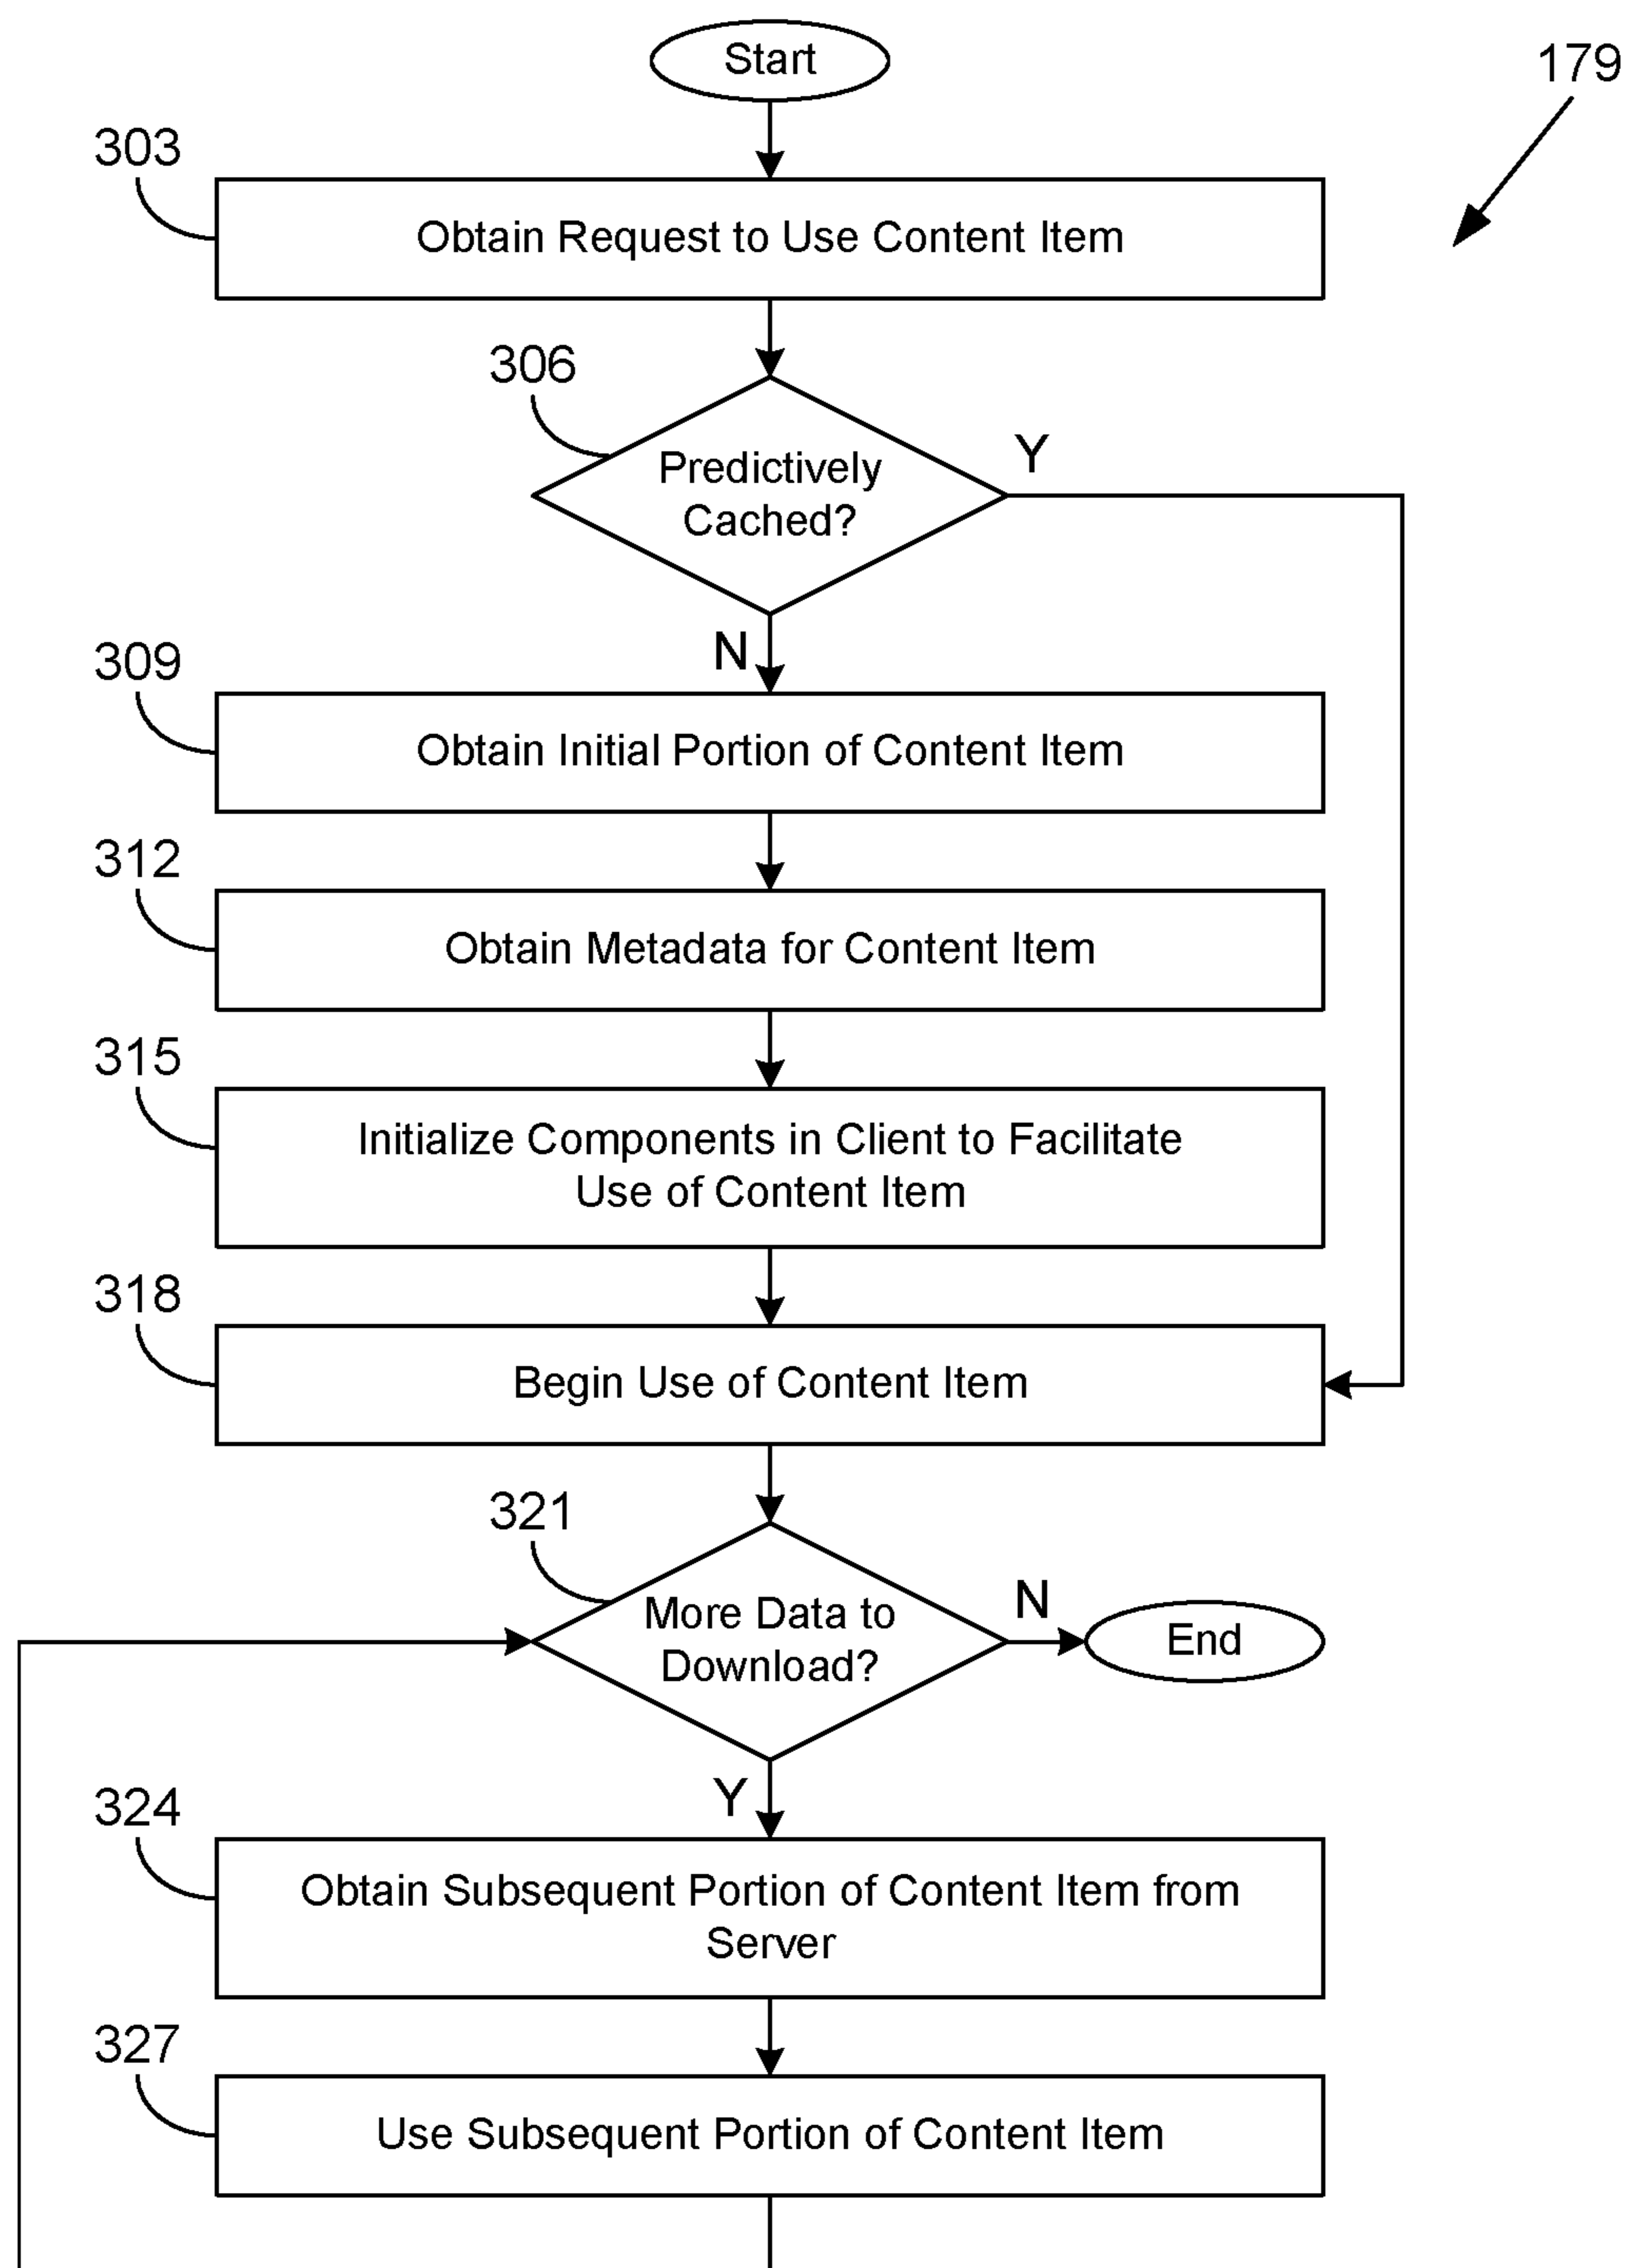 Start
179
303
Obtain Request to Use Content Item
306
Y
Predictively
Cached?
N
309
Obtain Initial Portion of Content Item
312
Obtain Metadata for Content Item
315
Initialize Components in Client to Facilitate
Use of Content Item
318
Begin Use of Content Item
321
N
More Data to
Download?
End
Y
324
Obtain Subsequent Portion of Content Item from
Server
327
Use Subsequent Portion of Content Item